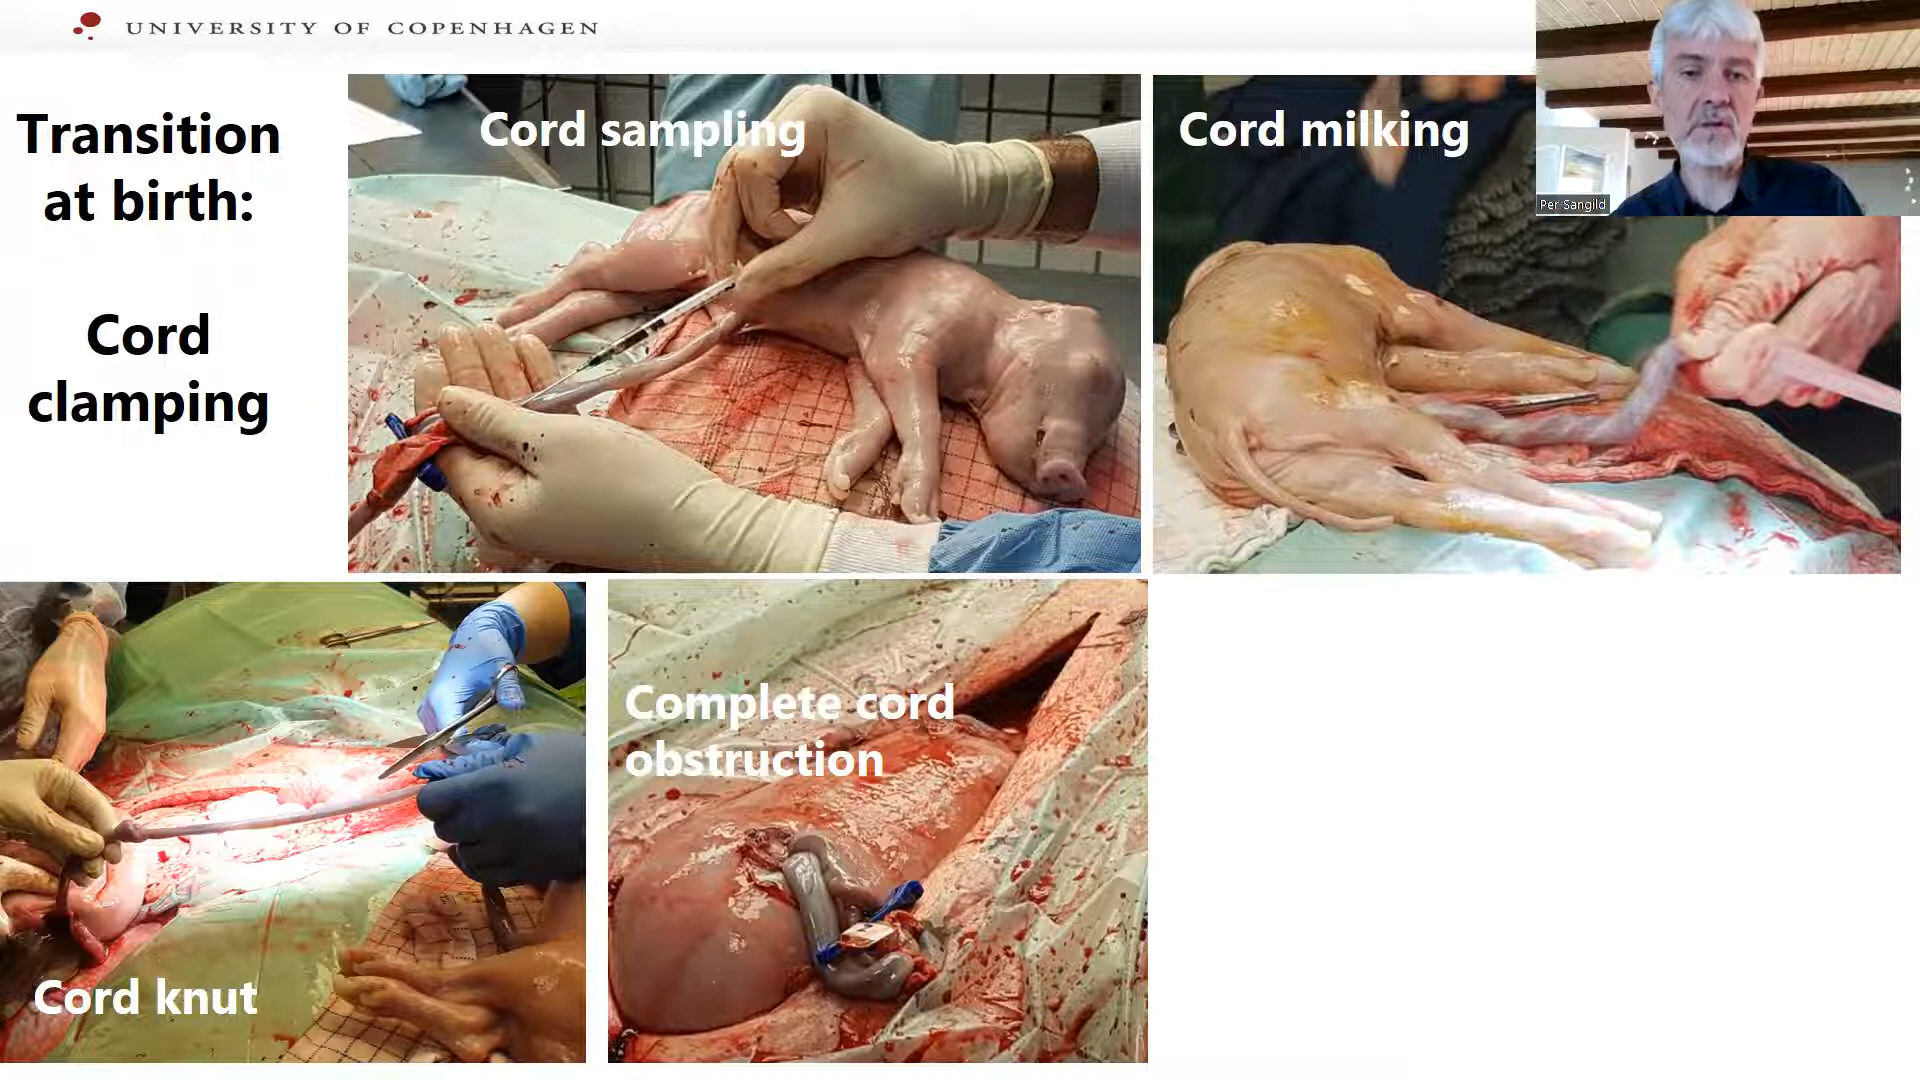 UNIVERSITY OF COPENHAGEN
Transition
at birth:
Cord
clamping
Cord sampling
Cord milking
Per Sangild
Cord knut
Complete cord
obstruction